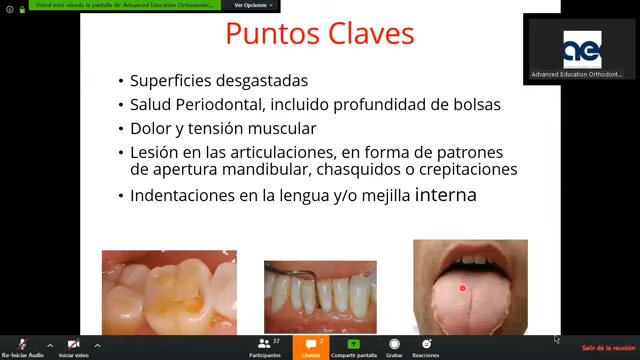 Usted está viendo la pantalla de Advanced Education Orthodontic...
Ver Opciones
Puntos Claves
ae
Advanced Education Orthodont...
• Superficies desgastadas
• Salud Periodontal, incluido profundidad de bolsas
• Dolor y tensión muscular
• Lesión en las articulaciones, en forma de patrones
de apertura mandibular, chasquidos o crepitaciones
• Indentaciones en la lengua y/o mejilla interna
Re-Iniciar Audio
Iniciar video
37
Participantes
2
Chatear
Compartir pantalla
Grabar
Reacciones
Salir de la reunión